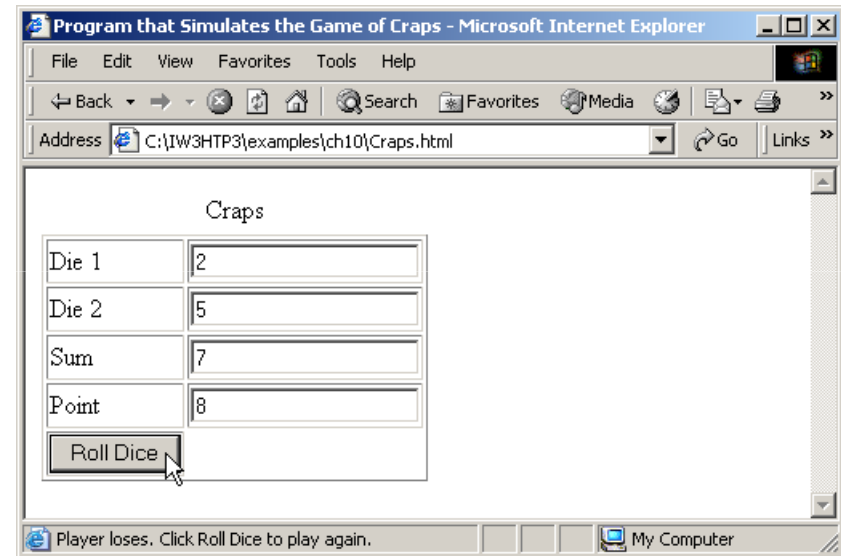 Program that Simulates the Game of Craps - Microsoft Internet Explorer
File Edit View Favorites Tools Help
Back Search Favorites Media »
Address C:\IW3HTP3\examples\ch10\Craps.html Go Links »
Craps
Die 1 2
Die 2 5
Sum 7
Point 8
Roll Dice
Player loses. Click Roll Dice to play again. My Computer